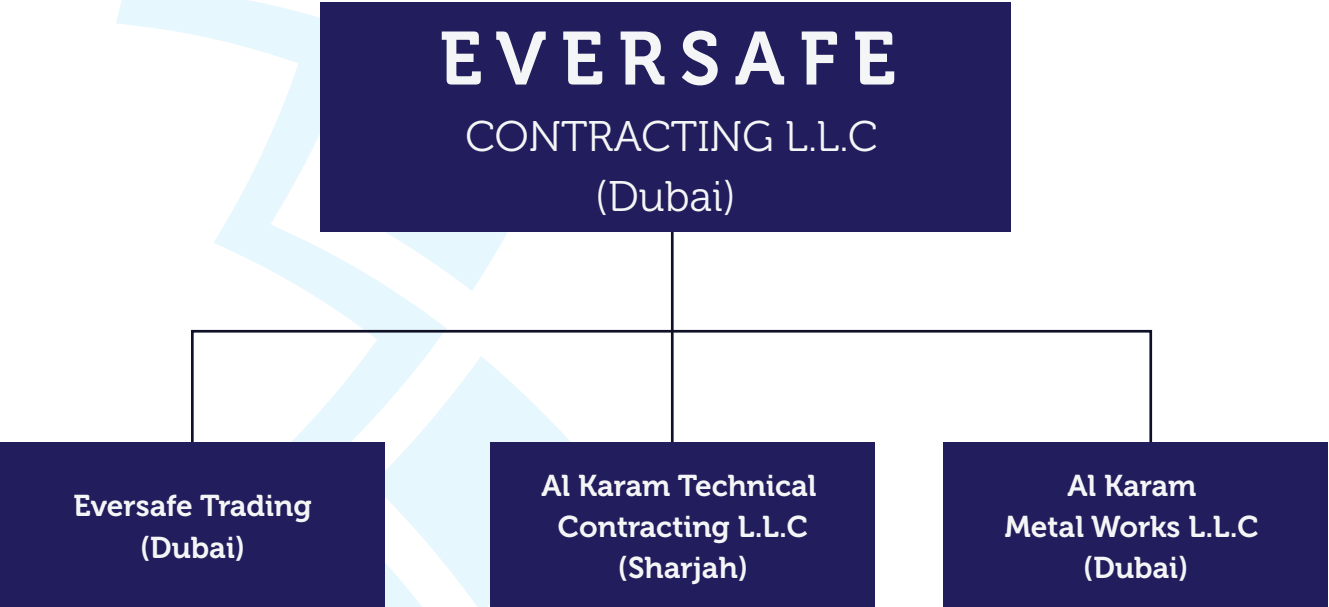 EVERSAFE
CONTRACTING L.L.C
(Dubai)
Eversafe Trading
(Dubai)
Al Karam Technical
Contracting L.L.C
(Sharjah)
Al Karam
Metal Works L.L.C
(Dubai)